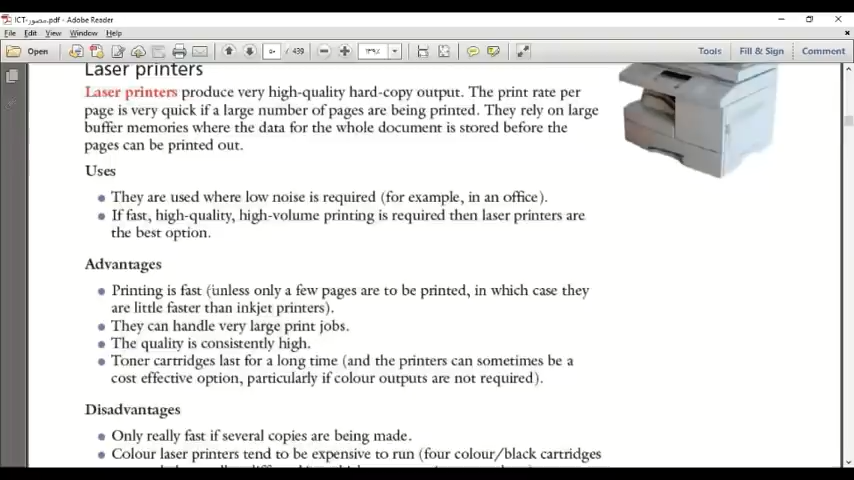 ICT-مصور.pdf - Adobe Reader
File Edit View Window Help
Open ٥٠ / 439 Tools Fill & Sign Comment
Laser printers
Laser printers produce very high-quality hard-copy output. The print rate per
page is very quick if a large number of pages are being printed. They rely on large
buffer memories where the data for the whole document is stored before the
pages can be printed out.
Uses
• They are used where low noise is required (for example, in an office).
• If fast, high-quality, high-volume printing is required then laser printers are
the best option.
Advantages
• Printing is fast (unless only a few pages are to be printed, in which case they
are little faster than inkjet printers).
• They can handle very large print jobs.
• The quality is consistently high.
• Toner cartridges last for a long time (and the printers can sometimes be a
cost effective option, particularly if colour outputs are not required).
Disadvantages
• Only really fast if several copies are being made.
• Colour laser printers tend to be expensive to run (four colour/black cartridges